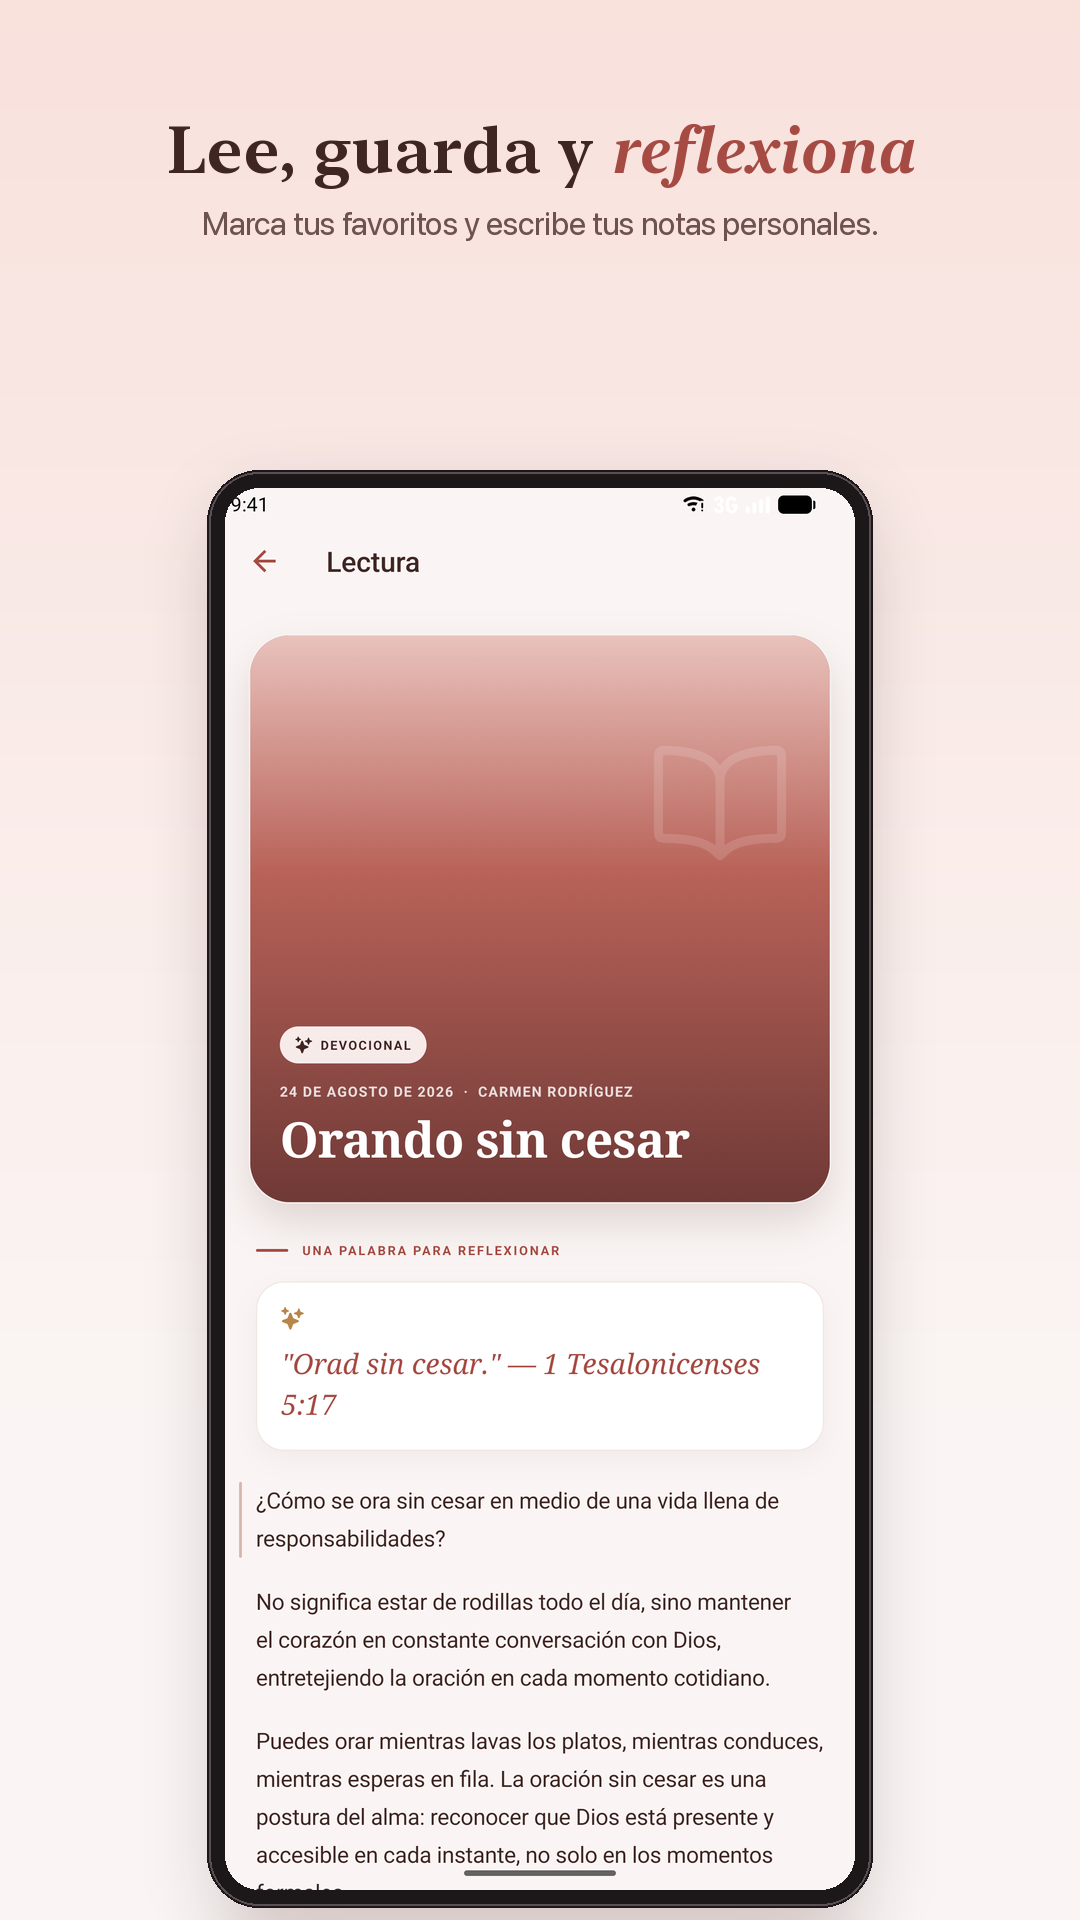 Lee, guarda y reflexiona
Marca tus favoritos y escribe tus notas personales.
9:41
3G
Lectura
DEVOCIONAL
24 DE AGOSTO DE 2026 · CARMEN RODRÍGUEZ
Orando sin cesar
UNA PALABRA PARA REFLEXIONAR
"Orad sin cesar." — 1 Tesalonicenses
5:17
¿Cómo se ora sin cesar en medio de una vida llena de
responsabilidades?
No significa estar de rodillas todo el día, sino mantener
el corazón en constante conversación con Dios,
entretejiendo la oración en cada momento cotidiano.
Puedes orar mientras lavas los platos, mientras conduces,
mientras esperas en fila. La oración sin cesar es una
postura del alma: reconocer que Dios está presente y
accesible en cada instante, no solo en los momentos